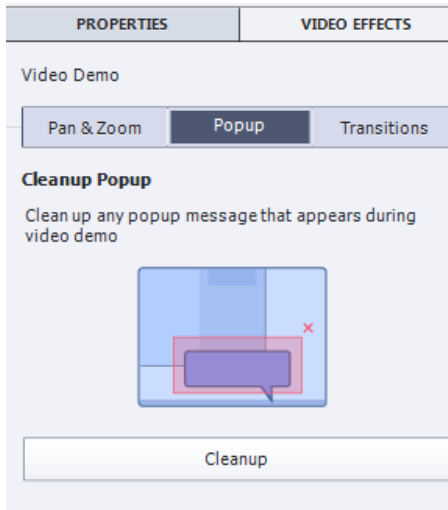 PROPERTIES VIDEO EFFECTS
Video Demo
Pan & Zoom Popup Transitions
Cleanup Popup
Clean up any popup message that appears during
video demo
Cleanup